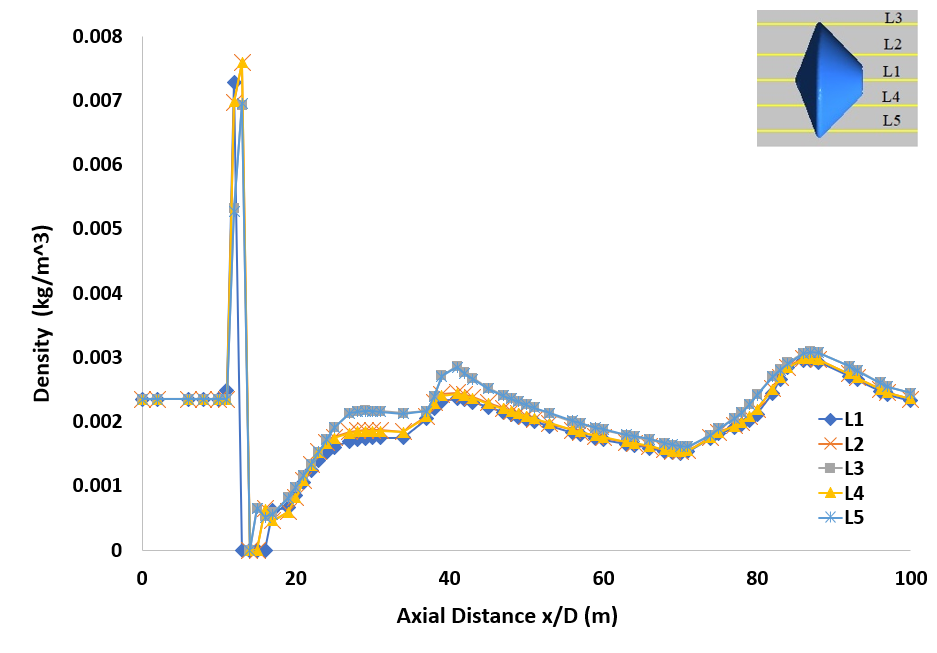 L3
L2
L1
L4
L5
0.008
0.007
0.006
0.005
0.004
0.003
0.002
0.001
0
Density (kg/m^3)
L1
L2
L3
L4
L5
0 20 40 60 80 100
Axial Distance x/D (m)